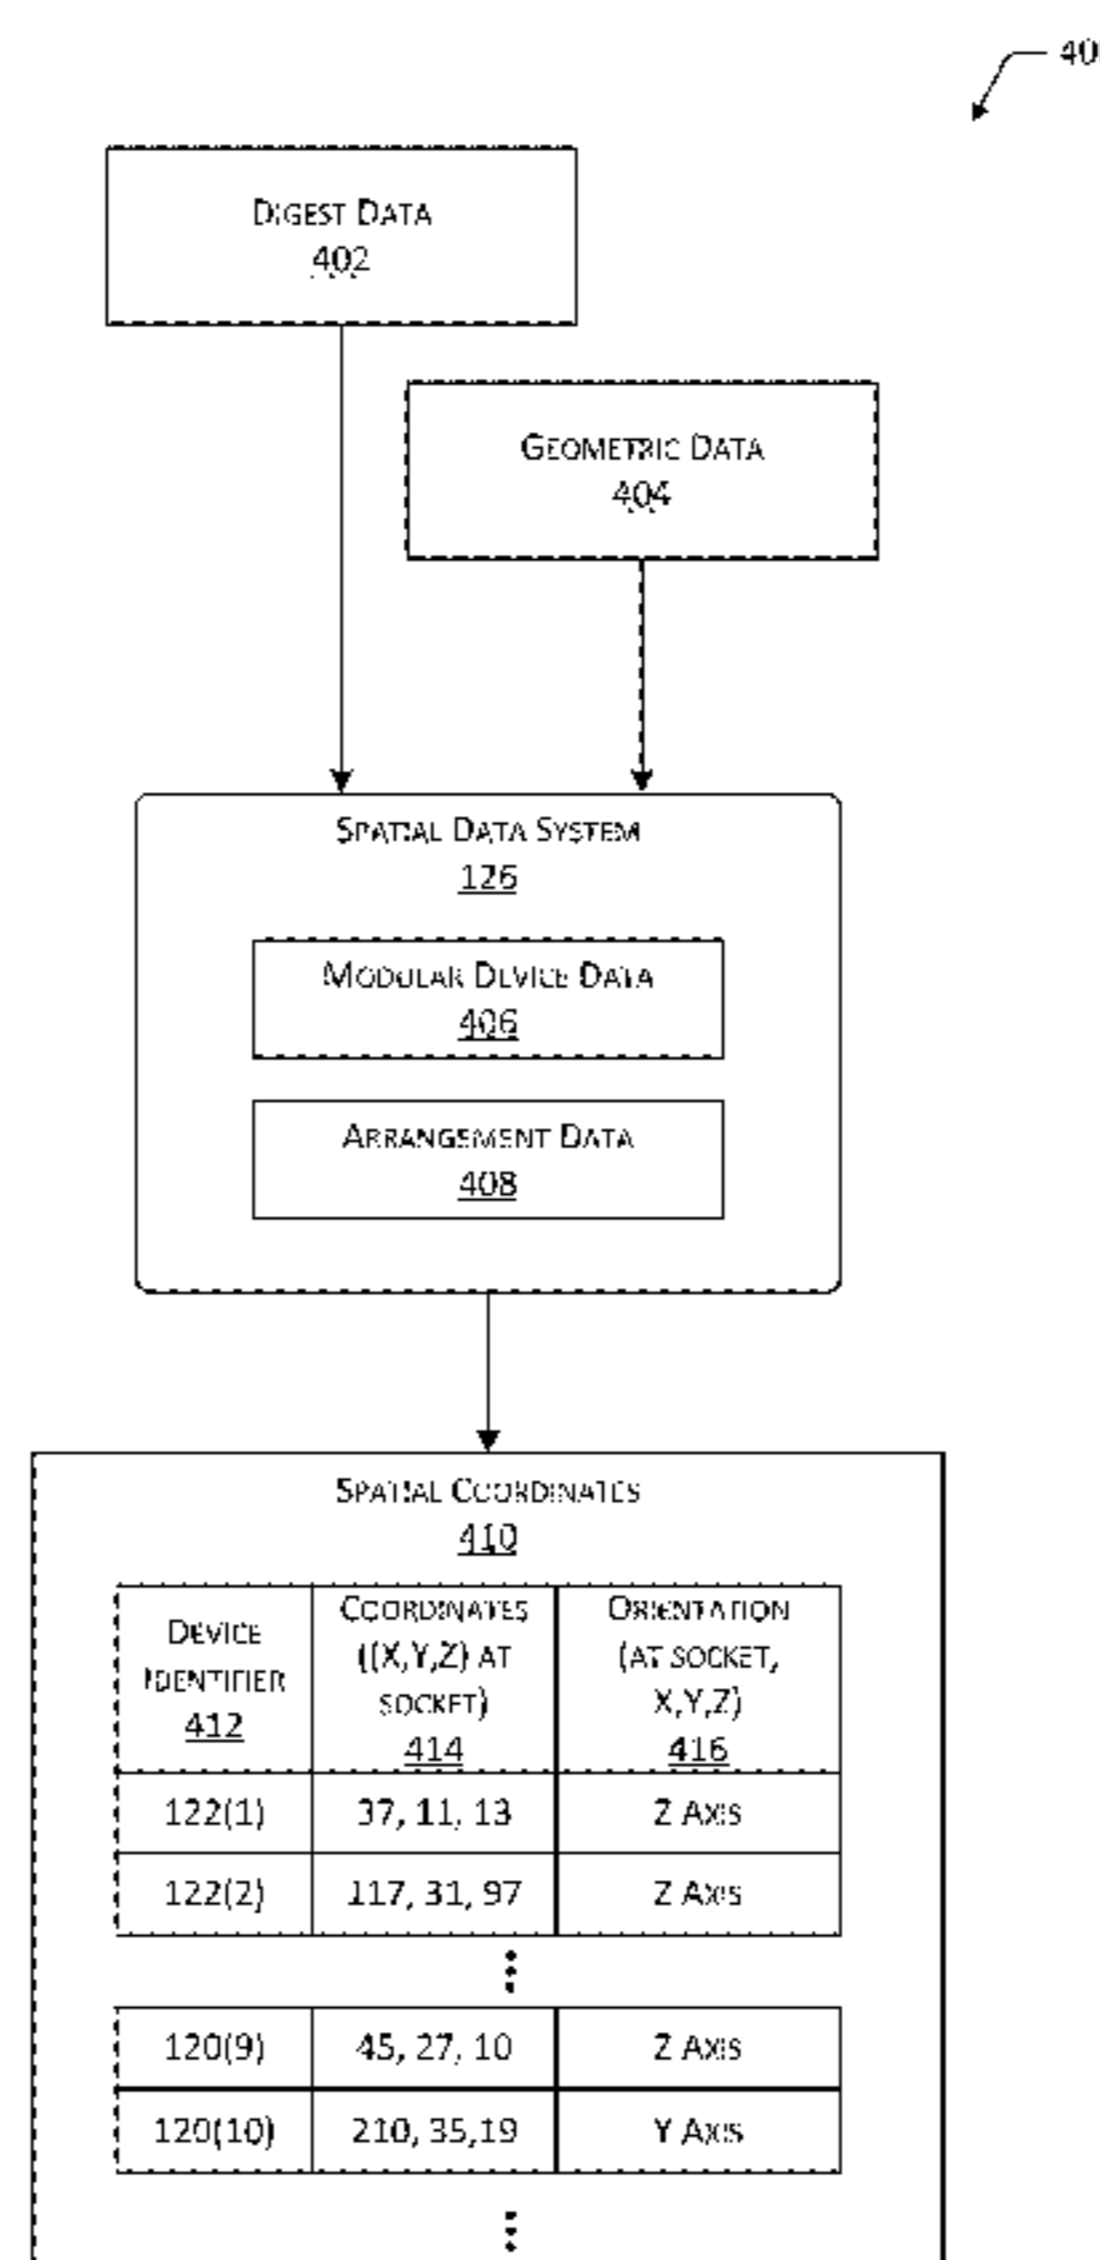 DIGEST DATA
402
GEOMETRIC DATA
404
SPATIAL DATA SYSTEM
126
MODULAR DEVICE DATA
406
ARRANGEMENT DATA
408
SPATIAL COORDINATES
410
DEVICE
IDENTIFIER
412
COORDINATES
((X,Y,Z) AT
SOCKET)
414
ORIENTATION
(AT SOCKET,
X,Y,Z)
416
122(1) 37, 11, 13 Z AXIS
122(2) 117, 31, 97 Z AXIS
120(9) 45, 27, 10 Z AXIS
120(10) 210, 35,19 Y AXIS